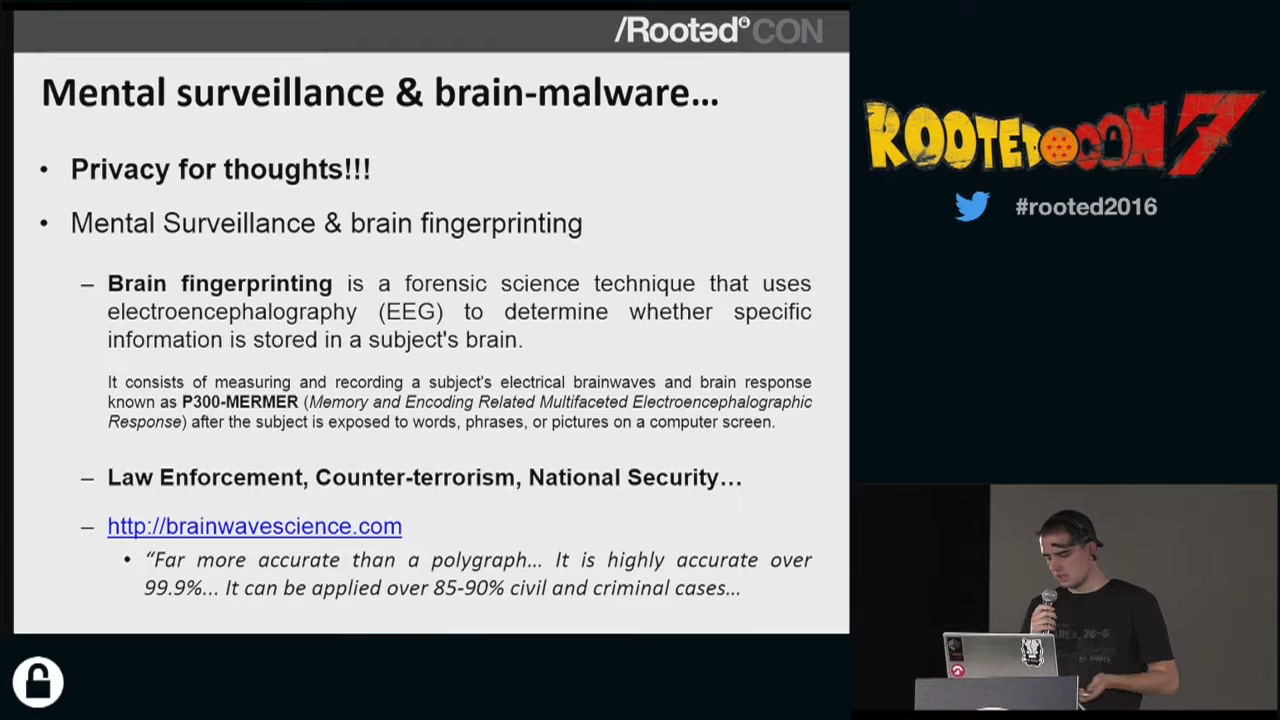 /Rootəd°CON
Mental surveillance & brain-malware…
• Privacy for thoughts!!!
• Mental Surveillance & brain fingerprinting
– Brain fingerprinting is a forensic science technique that uses
electroencephalography (EEG) to determine whether specific
information is stored in a subject's brain.
It consists of measuring and recording a subject's electrical brainwaves and brain response
known as P300-MERMER (Memory and Encoding Related Multifaceted Electroencephalographic
Response) after the subject is exposed to words, phrases, or pictures on a computer screen.
– Law Enforcement, Counter-terrorism, National Security…
– http://brainwavescience.com
• “Far more accurate than a polygraph… It is highly accurate over
99.9%... It can be applied over 85-90% civil and criminal cases…
ROOTED CON 7
#rooted2016